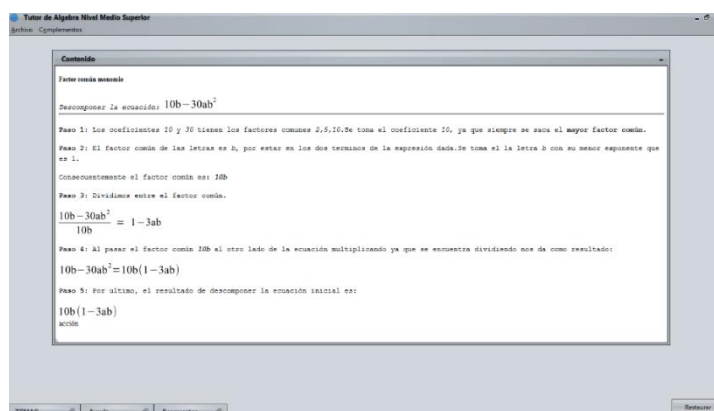 Tutor de Algebra Nivel Medio Superior
Archivo Complementos
Contenido
Factor común monomio
Descomponer la ecuación: 10b−30ab²
Paso 1: Los coeficientes 10 y 30 tienen los factores comunes 2,5,10.Se toma el coeficiente 10, ya que siempre se saca el mayor factor común.
Paso 2: El factor común de las letras es b, por estar en los dos terminos de la expresión dada.Se toma el la letra b con su menor exponente que
es 1.
Consecuentemente el factor común es: 10b
Paso 3: Dividimos entre el factor común.
10b−30ab²
10b
= 1−3ab
Paso 4: Al pasar el factor común 10b al otro lado de la ecuación multiplicando ya que se encuentra dividiendo nos da como resultado:
10b−30ab²=10b(1−3ab)
Paso 5: Por ultimo, el resultado de descomponer la ecuación inicial es:
10b(1−3ab)
acción
Restaurar